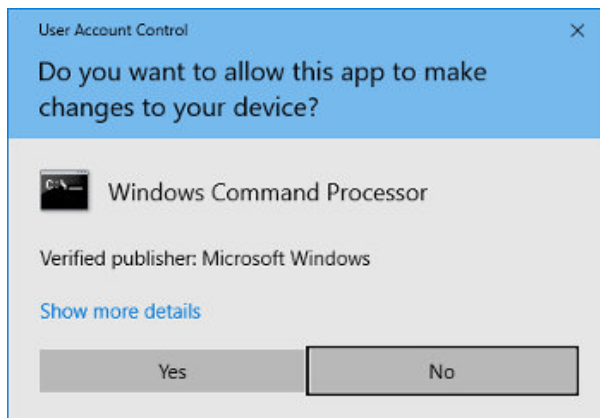 User Account Control
Do you want to allow this app to make
changes to your device?
C:\_
Windows Command Processor
Verified publisher: Microsoft Windows
Show more details
Yes No